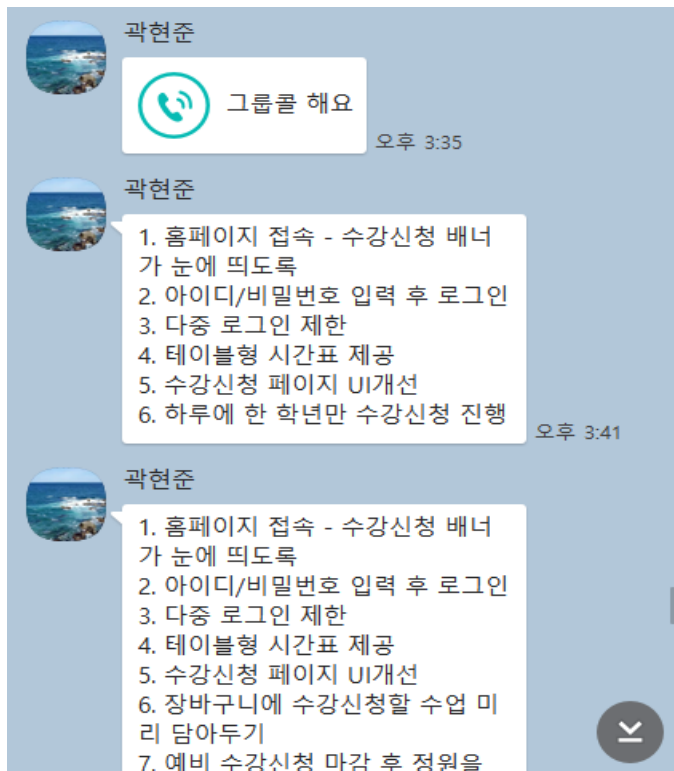 곽현준
그룹콜 해요
오후 3:35
곽현준
1. 홈페이지 접속 - 수강신청 배너
가 눈에 띄도록
2. 아이디/비밀번호 입력 후 로그인
3. 다중 로그인 제한
4. 테이블형 시간표 제공
5. 수강신청 페이지 UI개선
6. 하루에 한 학년만 수강신청 진행
오후 3:41
곽현준
1. 홈페이지 접속 - 수강신청 배너
가 눈에 띄도록
2. 아이디/비밀번호 입력 후 로그인
3. 다중 로그인 제한
4. 테이블형 시간표 제공
5. 수강신청 페이지 UI개선
6. 장바구니에 수강신청할 수업 미
리 담아두기
7. 예비 수강신청 마감 후 정원을